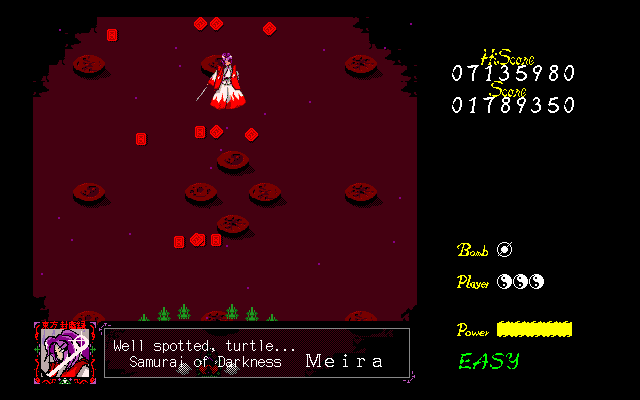 HiScore
07135980
Score
01789350
Bomb
Player
Power
EASY
Well spotted, turtle...
Samurai of Darkness Meira